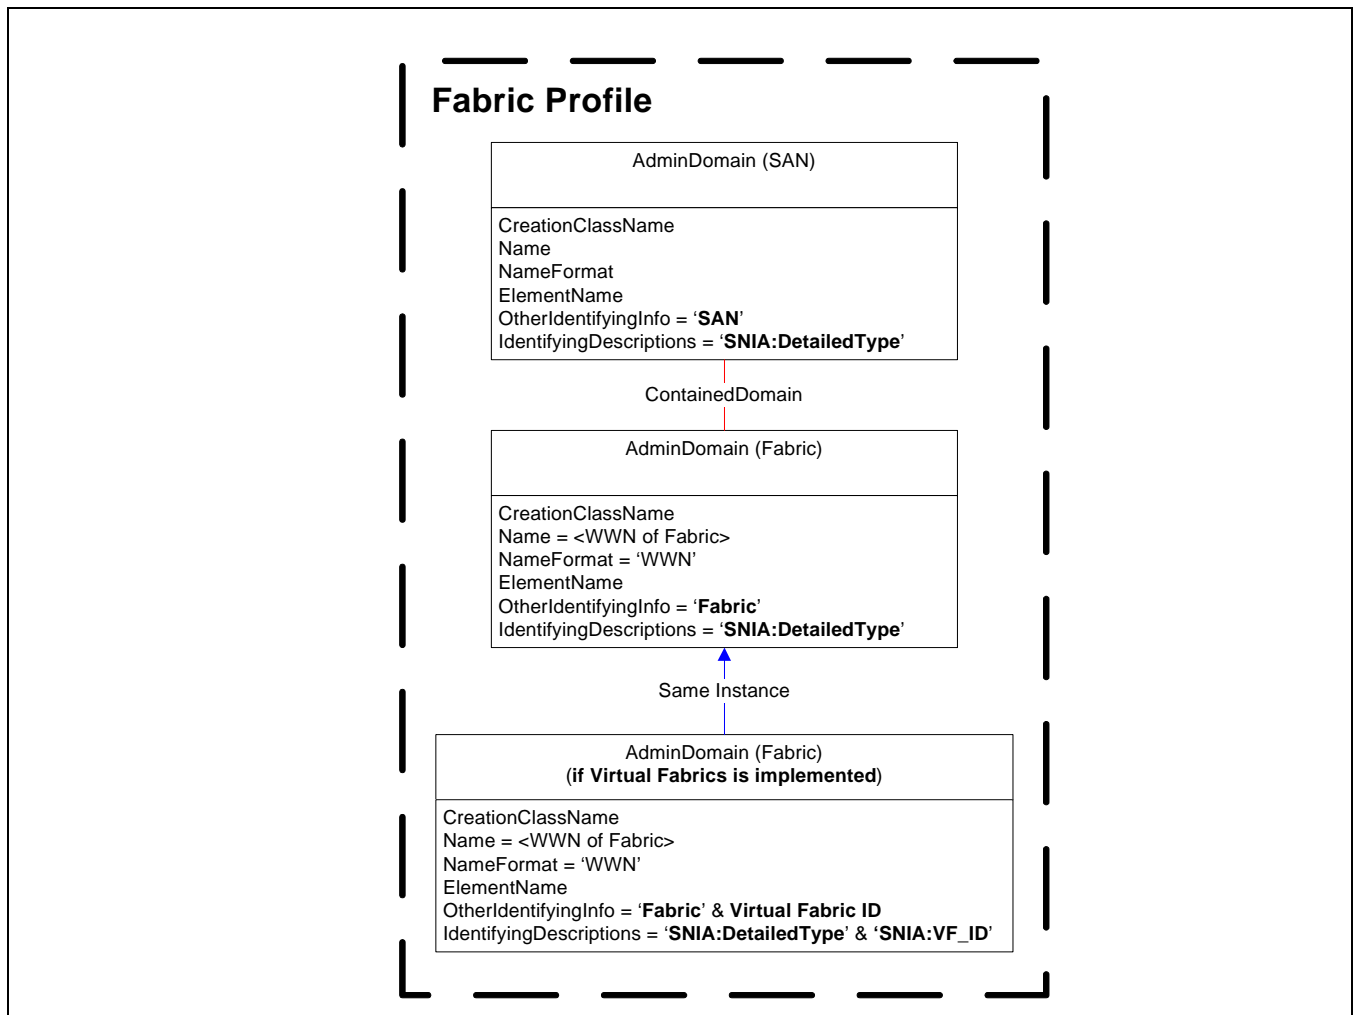 Fabric Profile
AdminDomain (SAN)
CreationClassName
Name
NameFormat
ElementName
OtherIdentifyingInfo = ‘SAN’
IdentifyingDescriptions = ‘SNIA:DetailedType’
ContainedDomain
AdminDomain (Fabric)
CreationClassName
Name = <WWN of Fabric>
NameFormat = ‘WWN’
ElementName
OtherIdentifyingInfo = ‘Fabric’
IdentifyingDescriptions = ‘SNIA:DetailedType’
Same Instance
AdminDomain (Fabric)
(if Virtual Fabrics is implemented)
CreationClassName
Name = <WWN of Fabric>
NameFormat = ‘WWN’
ElementName
OtherIdentifyingInfo = ‘Fabric’ & Virtual Fabric ID
IdentifyingDescriptions = ‘SNIA:DetailedType’ & ‘SNIA:VF_ID’